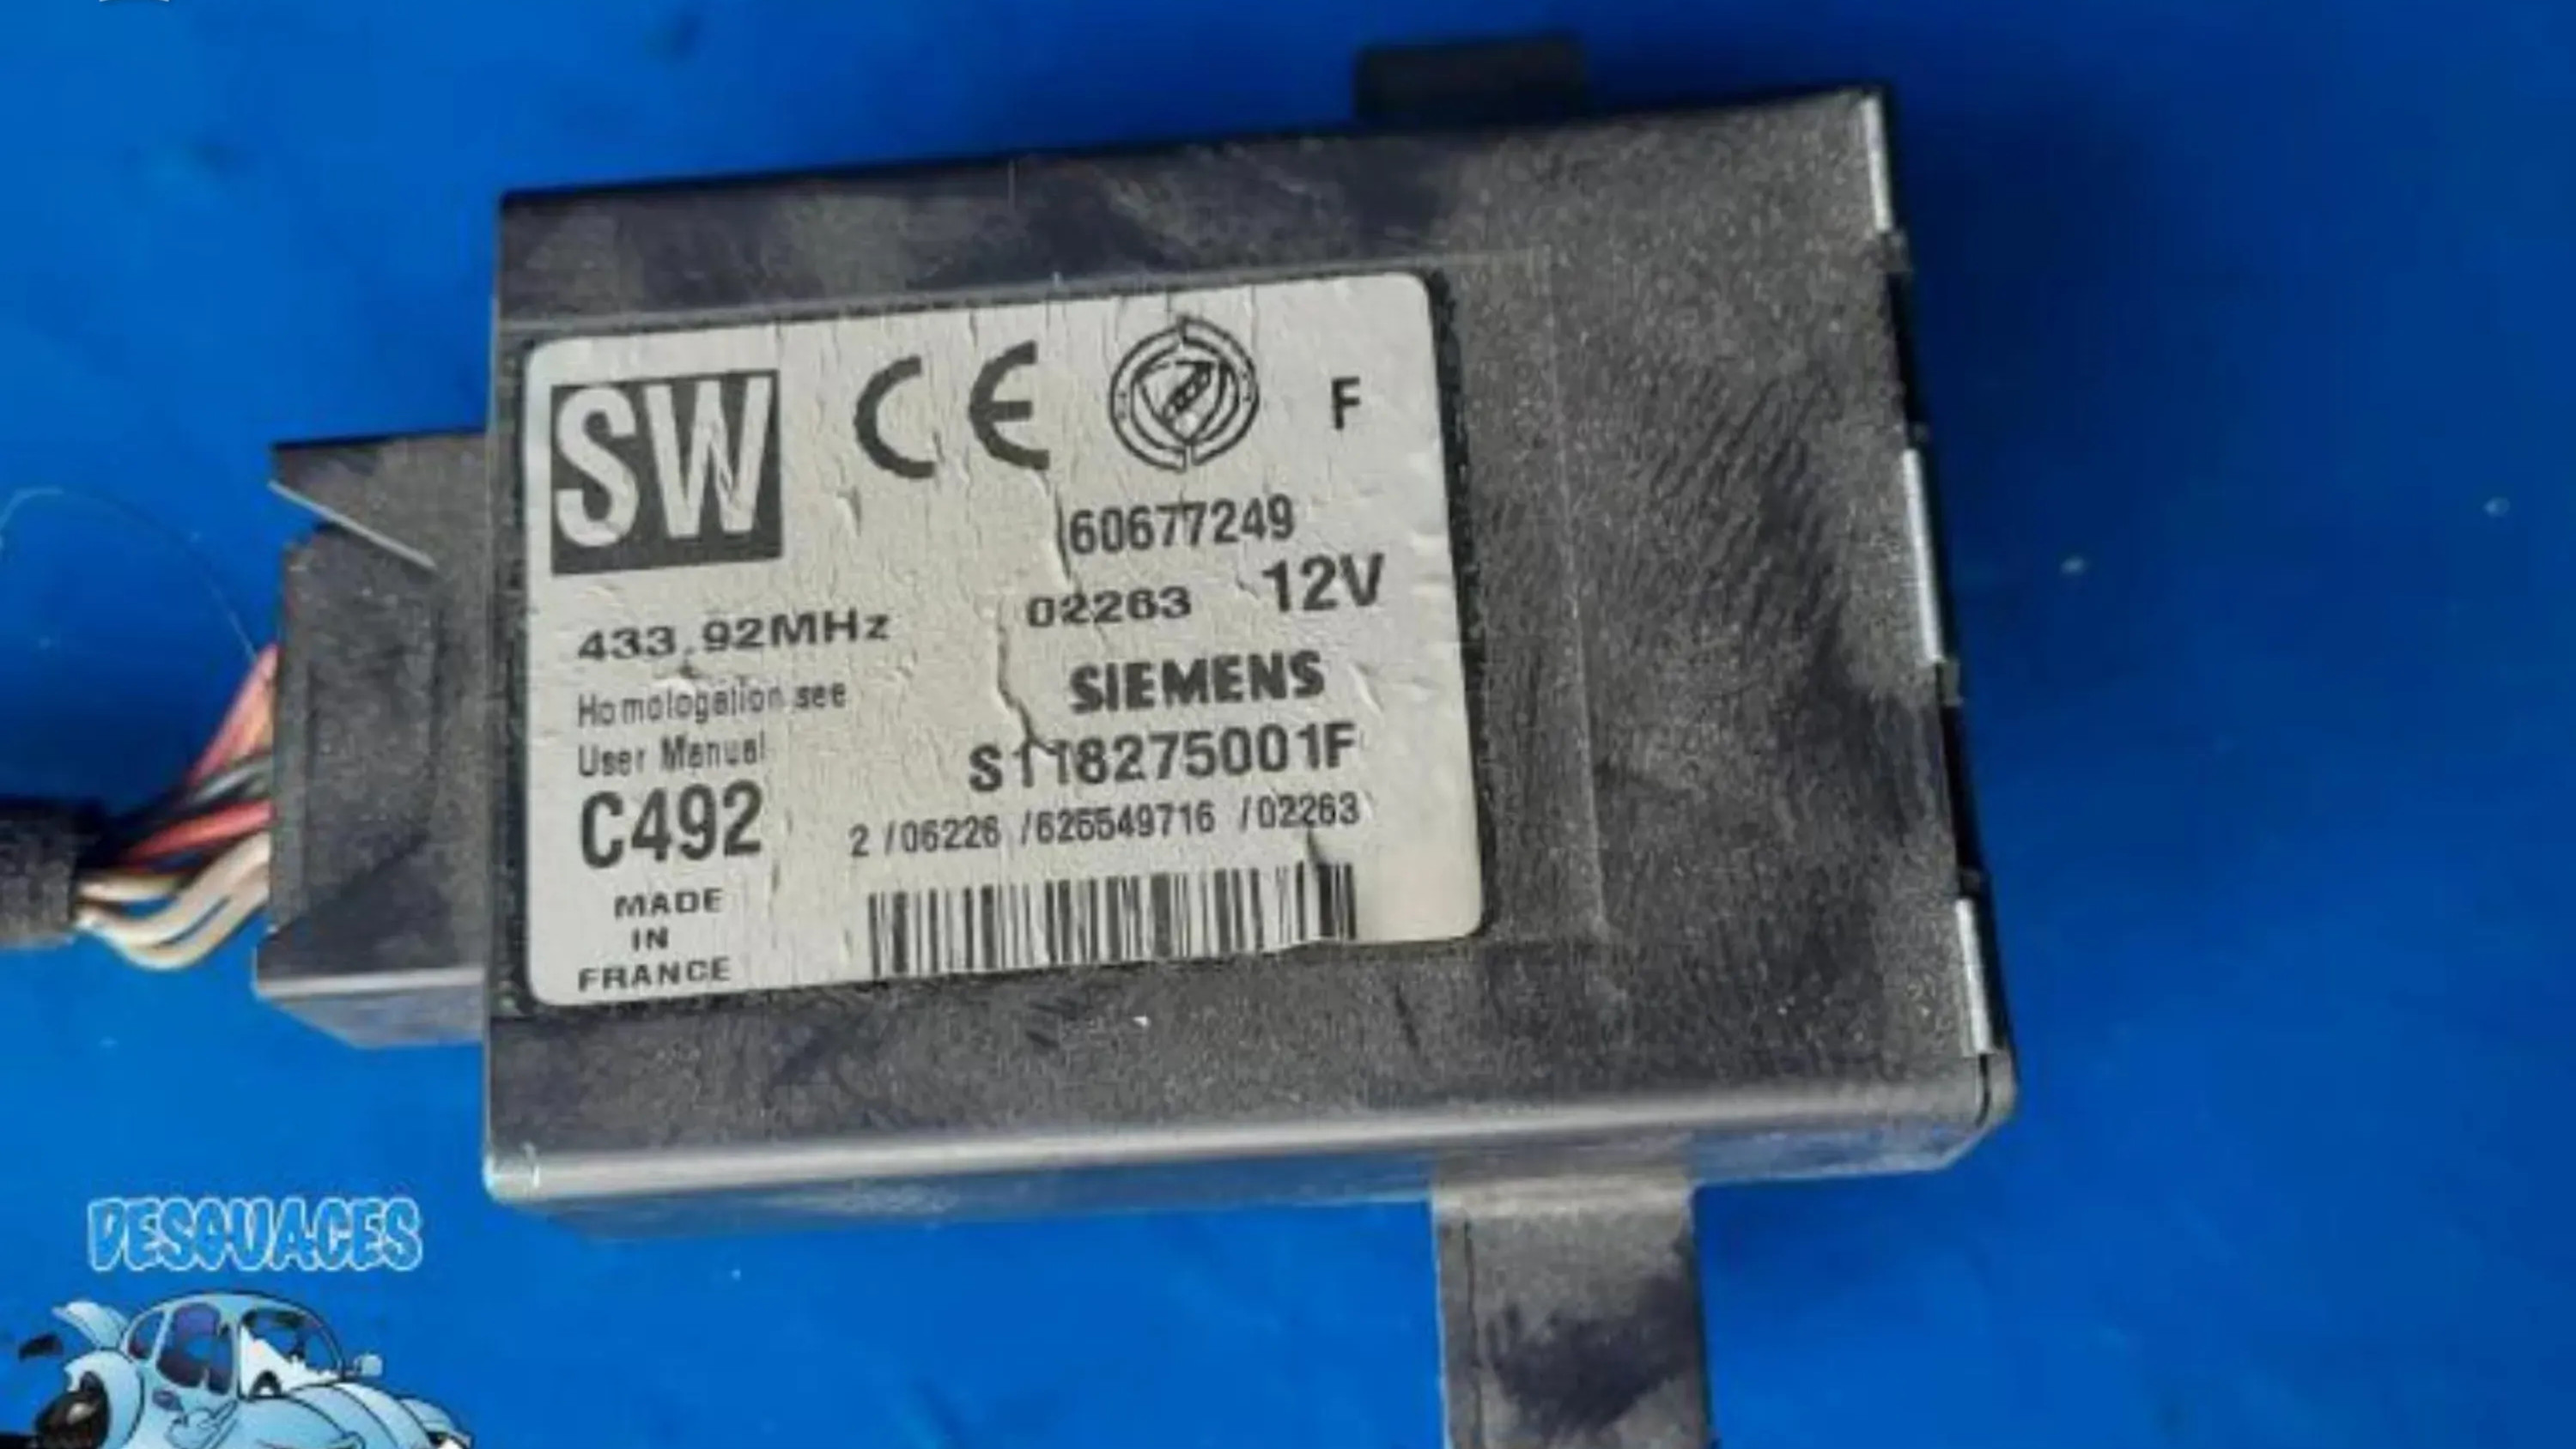 SW
CE
F
60677249
433.92MHz
02263 12V
Homologation see
User Manual
SIEMENS
S118275001F
C492
2 /06226 /626549716 /02263
MADE
IN
FRANCE
DESGUACES